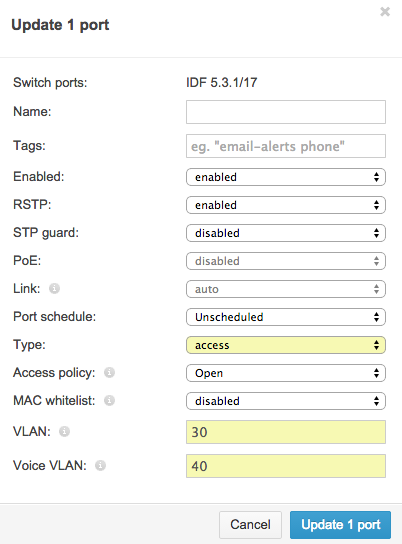 Update 1 port
Switch ports: IDF 5.3.1/17
Name:
Tags: eg. "email-alerts phone"
Enabled: enabled
RSTP: enabled
STP guard: disabled
PoE: disabled
Link: auto
Port schedule: Unscheduled
Type: access
Access policy: Open
MAC whitelist: disabled
VLAN: 30
Voice VLAN: 40
Cancel Update 1 port